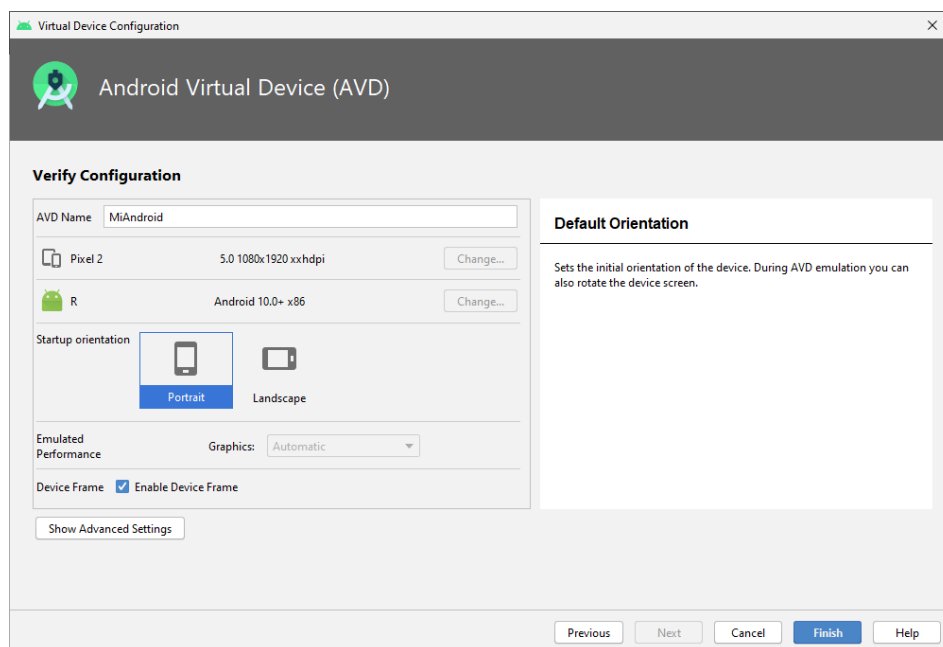 Virtual Device Configuration
Android Virtual Device (AVD)
Verify Configuration
AVD Name MiAndroid
Pixel 2 5.0 1080x1920 xxhdpi Change...
R Android 10.0+ x86 Change...
Startup orientation
Portrait
Landscape
Emulated
Performance
Graphics: Automatic
Device Frame Enable Device Frame
Show Advanced Settings
Default Orientation
Sets the initial orientation of the device. During AVD emulation you can
also rotate the device screen.
Previous Next Cancel Finish Help